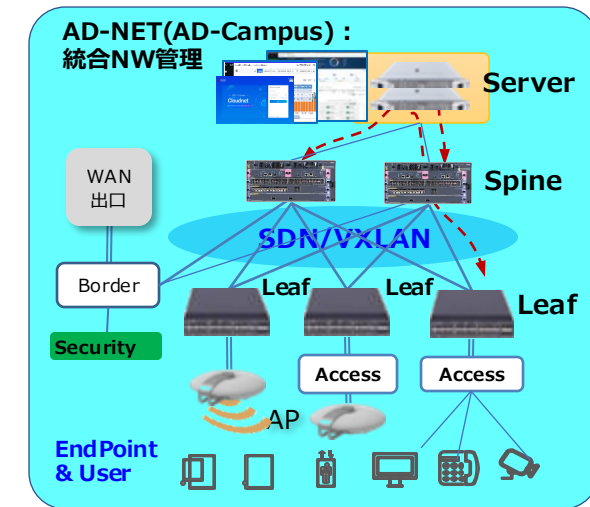 AD-NET(AD-Campus)：
統合NW管理
Cloudnet
Server
WAN
出口
Spine
SDN/VXLAN
Border
Leaf
Leaf
Leaf
Security
Access
Access
AP
EndPoint
& User